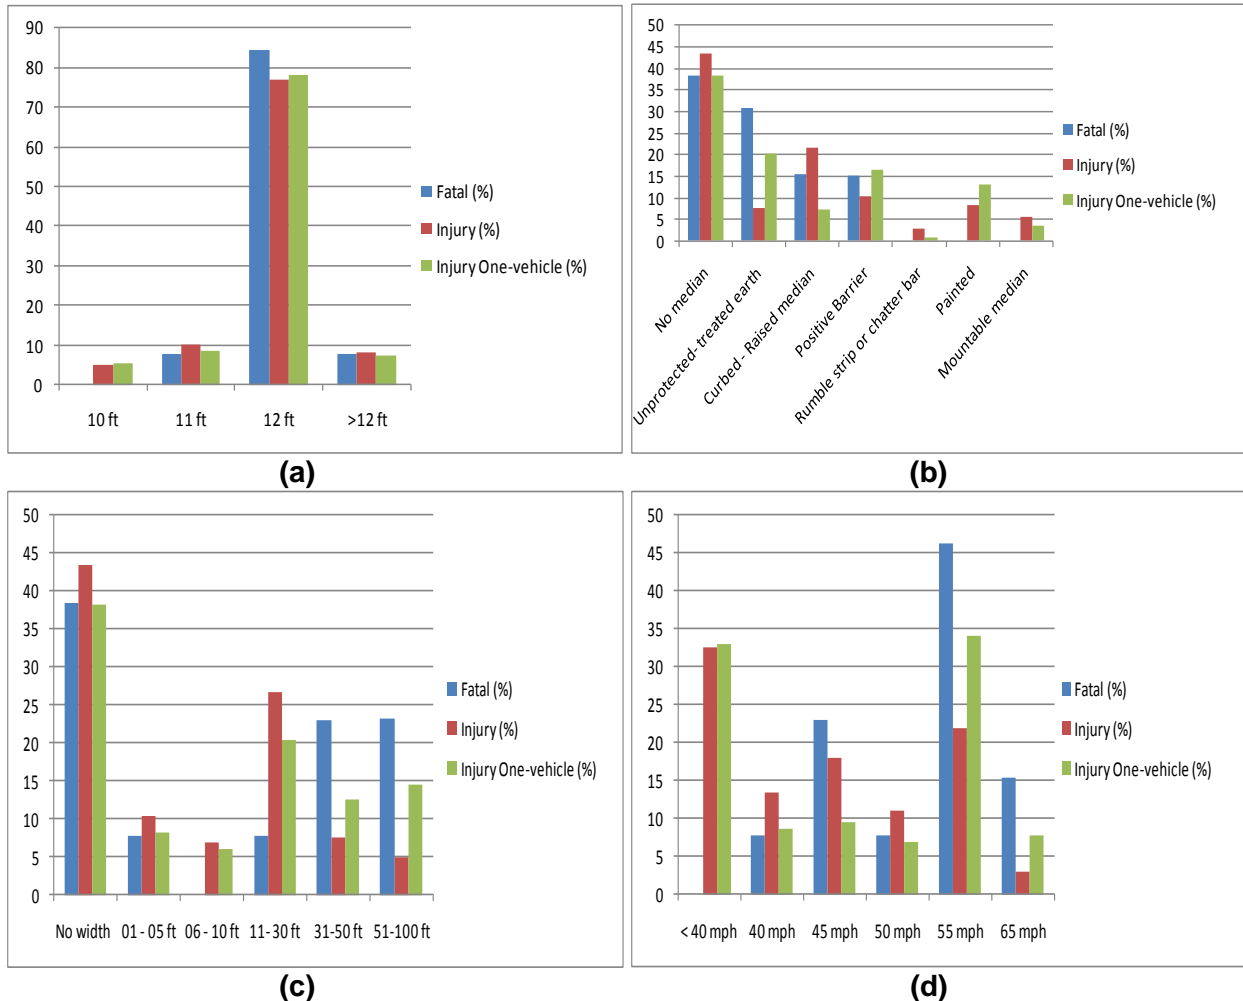 90
80
70
60
50
40
30
20
10
0
10 ft 11 ft 12 ft >12 ft
Fatal (%)
Injury (%)
Injury One-vehicle (%)
(a)
50
45
40
35
30
25
20
15
10
5
0
No median
Unprotected- treated earth
Curbed - Raised median
Positive Barrier
Rumble strip or chatter bar
Painted
Mountable median
Fatal (%)
Injury (%)
Injury One-vehicle (%)
(b)
50
45
40
35
30
25
20
15
10
5
0
No width 01 - 05 ft 06 - 10 ft 11- 30 ft 31-50 ft 51-100 ft
Fatal (%)
Injury (%)
Injury One-vehicle (%)
(c)
50
45
40
35
30
25
20
15
10
5
0
< 40 mph 40 mph 45 mph 50 mph 55 mph 65 mph
Fatal (%)
Injury (%)
Injury One-vehicle (%)
(d)